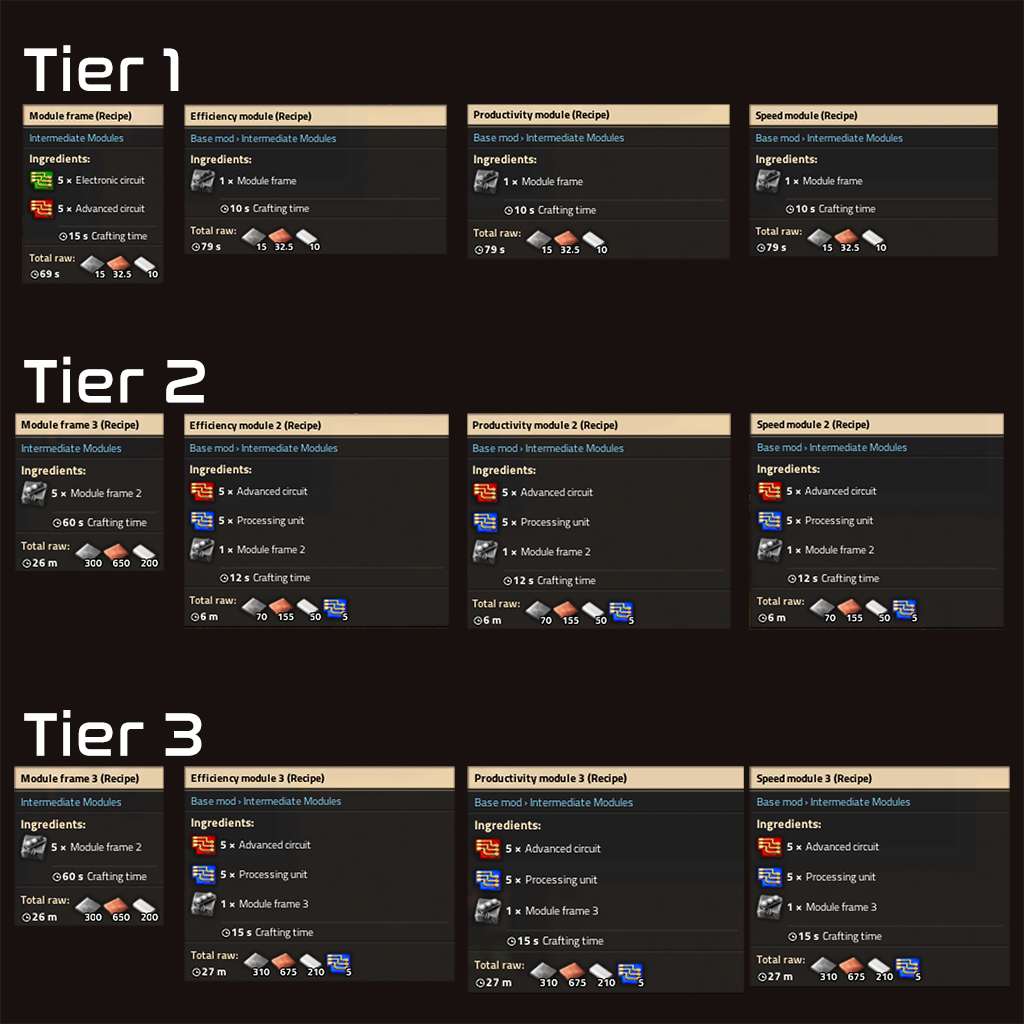 Tier 1
Module frame (Recipe)
Intermediate Modules
Ingredients:
5 × Electronic circuit
5 × Advanced circuit
15 s Crafting time
Total raw:
69 s
15
32.5
10
Efficiency module (Recipe)
Base mod › Intermediate Modules
Ingredients:
1 × Module frame
10 s Crafting time
Total raw:
79 s
15
32.5
10
Productivity module (Recipe)
Base mod › Intermediate Modules
Ingredients:
1 × Module frame
10 s Crafting time
Total raw:
79 s
15
32.5
10
Speed module (Recipe)
Base mod › Intermediate Modules
Ingredients:
1 × Module frame
10 s Crafting time
Total raw:
79 s
15
32.5
10
Tier 2
Module frame 3 (Recipe)
Intermediate Modules
Ingredients:
5 × Module frame 2
60 s Crafting time
Total raw:
26 m
300
650
200
Efficiency module 2 (Recipe)
Base mod › Intermediate Modules
Ingredients:
5 × Advanced circuit
5 × Processing unit
1 × Module frame 2
12 s Crafting time
Total raw:
6 m
70
155
50
5
Productivity module 2 (Recipe)
Base mod › Intermediate Modules
Ingredients:
5 × Advanced circuit
5 × Processing unit
1 × Module frame 2
12 s Crafting time
Total raw:
6 m
70
155
50
5
Speed module 2 (Recipe)
Base mod › Intermediate Modules
Ingredients:
5 × Advanced circuit
5 × Processing unit
1 × Module frame 2
12 s Crafting time
Total raw:
6 m
70
155
50
5
Tier 3
Module frame 3 (Recipe)
Intermediate Modules
Ingredients:
5 × Module frame 2
60 s Crafting time
Total raw:
26 m
300
650
200
Efficiency module 3 (Recipe)
Base mod › Intermediate Modules
Ingredients:
5 × Advanced circuit
5 × Processing unit
1 × Module frame 3
15 s Crafting time
Total raw:
27 m
310
675
210
5
Productivity module 3 (Recipe)
Base mod › Intermediate Modules
Ingredients:
5 × Advanced circuit
5 × Processing unit
1 × Module frame 3
15 s Crafting time
Total raw:
27 m
310
675
210
5
Speed module 3 (Recipe)
Base mod › Intermediate Modules
Ingredients:
5 × Advanced circuit
5 × Processing unit
1 × Module frame 3
15 s Crafting time
Total raw:
27 m
310
675
210
5